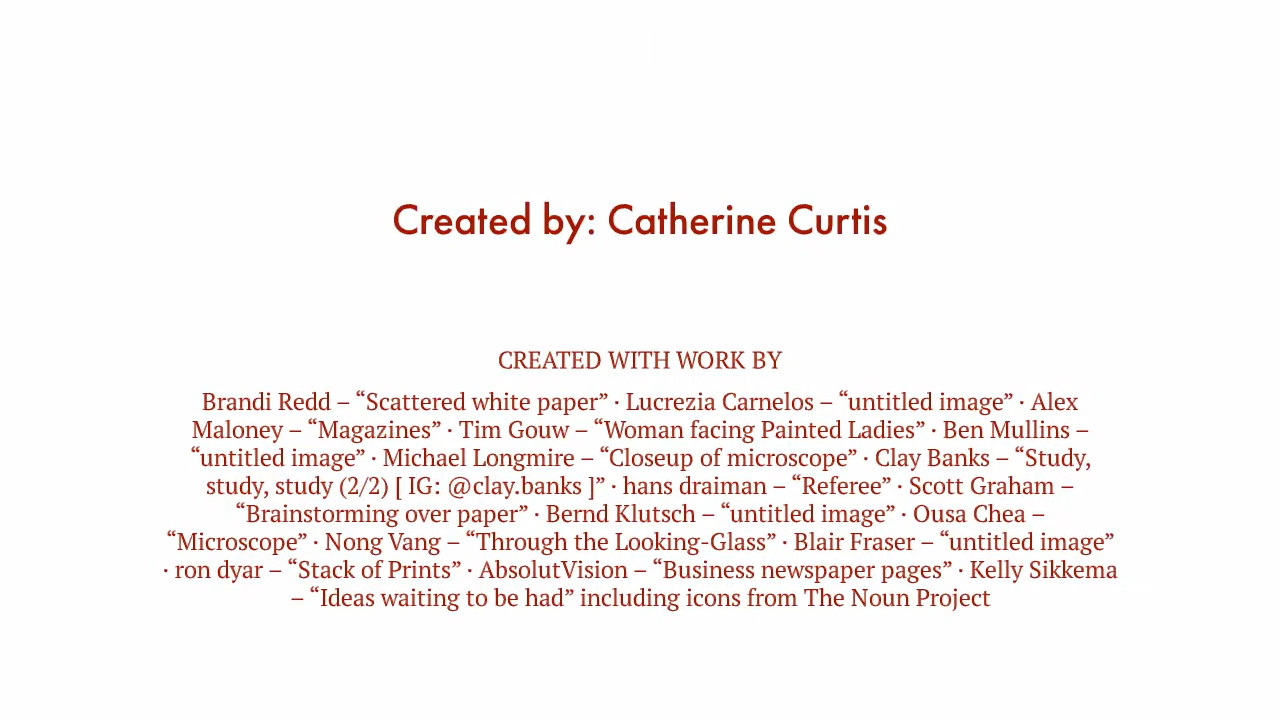 Created by: Catherine Curtis
CREATED WITH WORK BY
Brandi Redd – “Scattered white paper” · Lucrezia Carnelos – “untitled image” · Alex
Maloney – “Magazines” · Tim Gouw – “Woman facing Painted Ladies” · Ben Mullins –
“untitled image” · Michael Longmire – “Closeup of microscope” · Clay Banks – “Study,
study, study (2/2) [ IG: @clay.banks ]” · hans draiman – “Referee” · Scott Graham –
“Brainstorming over paper” · Bernd Klutsch – “untitled image” · Ousa Chea –
“Microscope” · Nong Vang – “Through the Looking-Glass” · Blair Fraser – “untitled image”
· ron dyar – “Stack of Prints” · AbsolutVision – “Business newspaper pages” · Kelly Sikkema
– “Ideas waiting to be had” including icons from The Noun Project